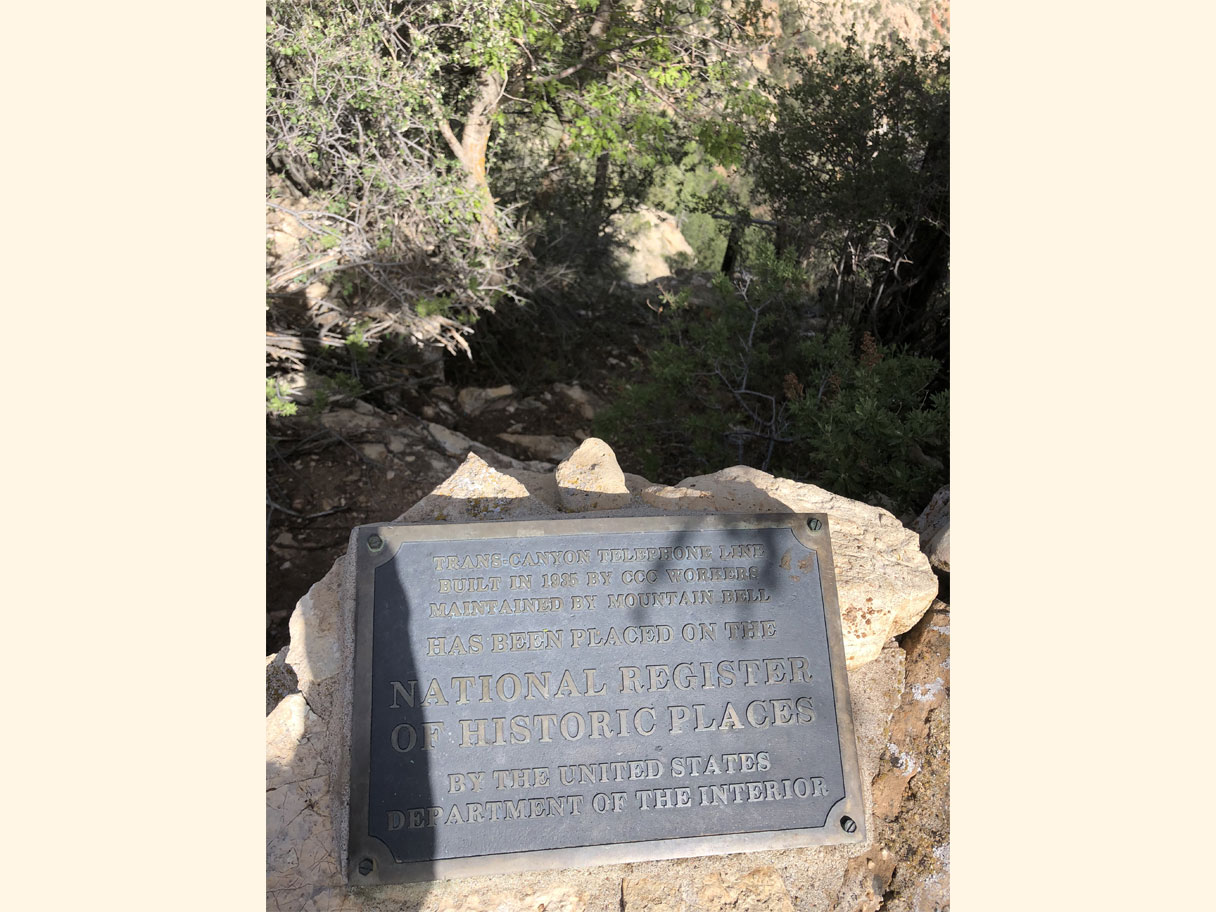 TRANS-CANYON TELEPHONE LINE
BUILT IN 1935 BY CCC WORKERS
MAINTAINED BY MOUNTAIN BELL
HAS BEEN PLACED ON THE
NATIONAL REGISTER
OF HISTORIC PLACES
BY THE UNITED STATES
DEPARTMENT OF THE INTERIOR